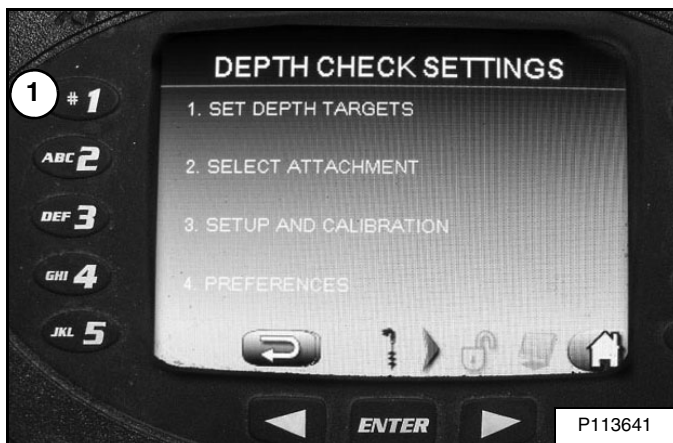 DEPTH CHECK SETTINGS
1
# 1
1. SET DEPTH TARGETS
ABC 2
2. SELECT ATTACHMENT
DEF 3
3. SETUP AND CALIBRATION
GHI 4
4. PREFERENCES
JKL 5
ENTER
P113641